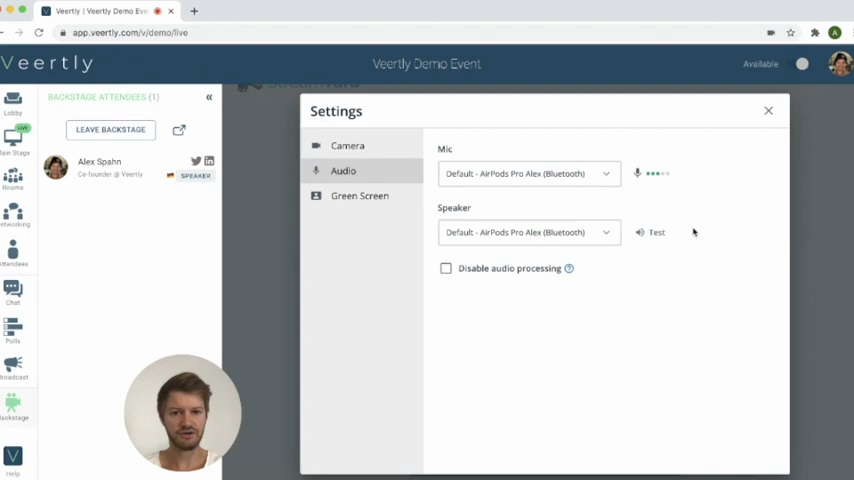 Veertly | Veertly Demo Eve
app.veertly.com/v/demo/live
A
Veertly
Veertly Demo Event
Available
BACKSTAGE ATTENDEES (1)
LEAVE BACKSTAGE
Alex Spahn
Co-founder @ Veertly
SPEAKER
Lobby
LIVE
Main Stage
Rooms
Networking
Attendees
Chat
Polls
Broadcast
Backstage
V
Help
Settings
Camera
Audio
Green Screen
Mic
Default - AirPods Pro Alex (Bluetooth)
Speaker
Default - AirPods Pro Alex (Bluetooth)
Test
Disable audio processing